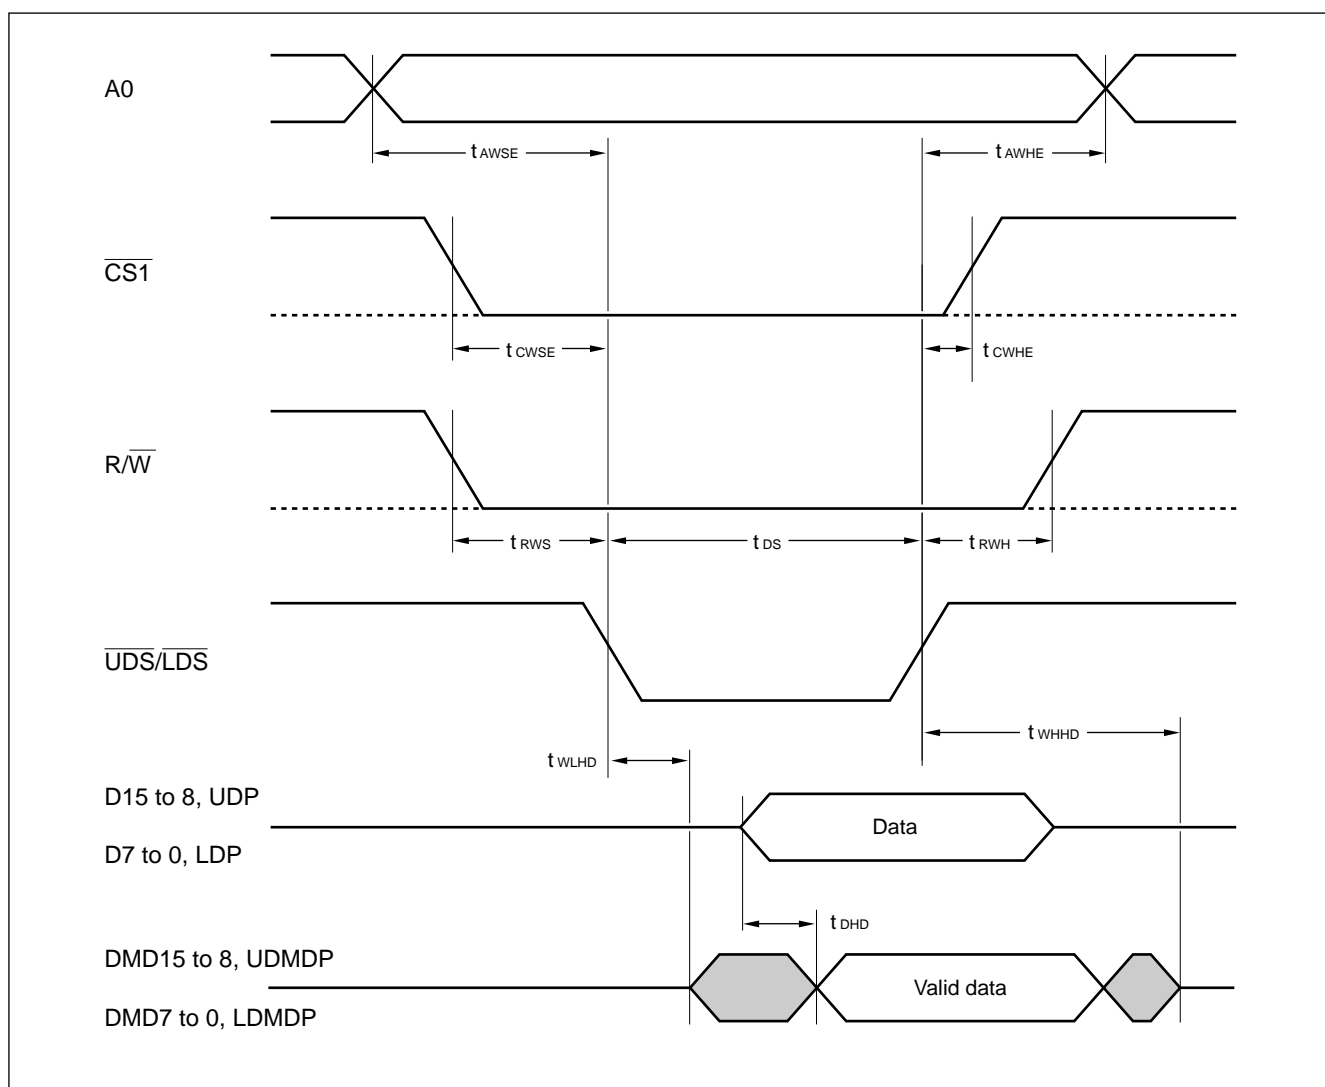 A0
t AWSE
t AWHE
CS1
t CWSE
t CWHE
R/W
t RWS
t DS
t RWH
UDS/LDS
t WHHD
t WLHD
D15 to 8, UDP
Data
D7 to 0, LDP
t DHD
DMD15 to 8, UDMDP
Valid data
DMD7 to 0, LDMDP